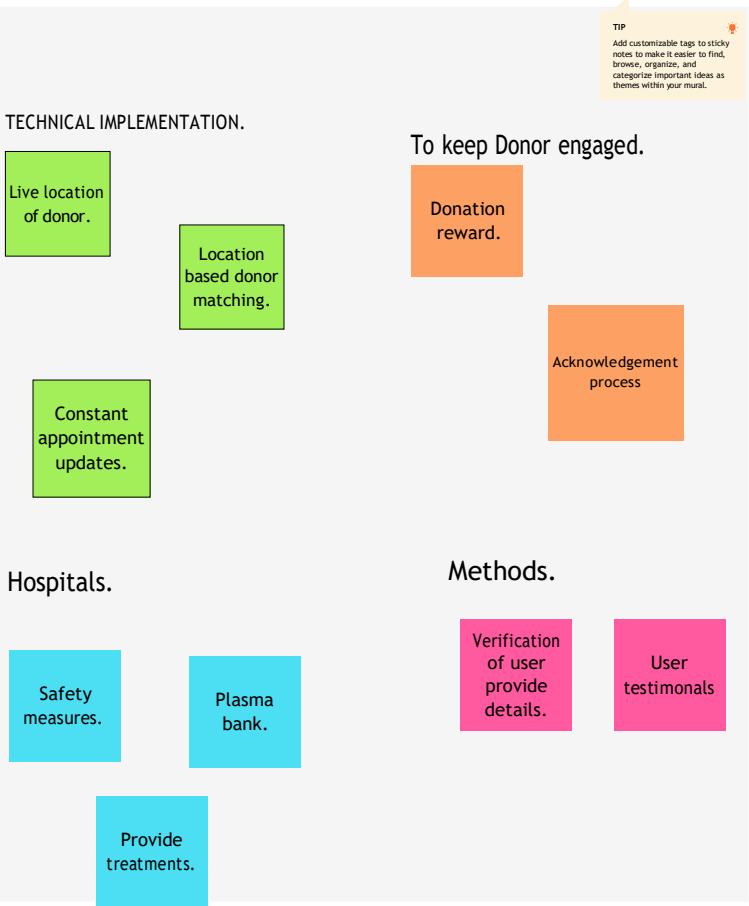 TIP
Add customizable tags to sticky
notes to make it easier to find,
browse, organize, and
categorize important ideas as
themes within your mural.
TECHNICAL IMPLEMENTATION.
Live location
of donor.
Location
based donor
matching.
Constant
appointment
updates.
To keep Donor engaged.
Donation
reward.
Acknowledgement
process
Hospitals.
Safety
measures.
Plasma
bank.
Provide
treatments.
Methods.
Verification
of user
provide
details.
User
testimonals